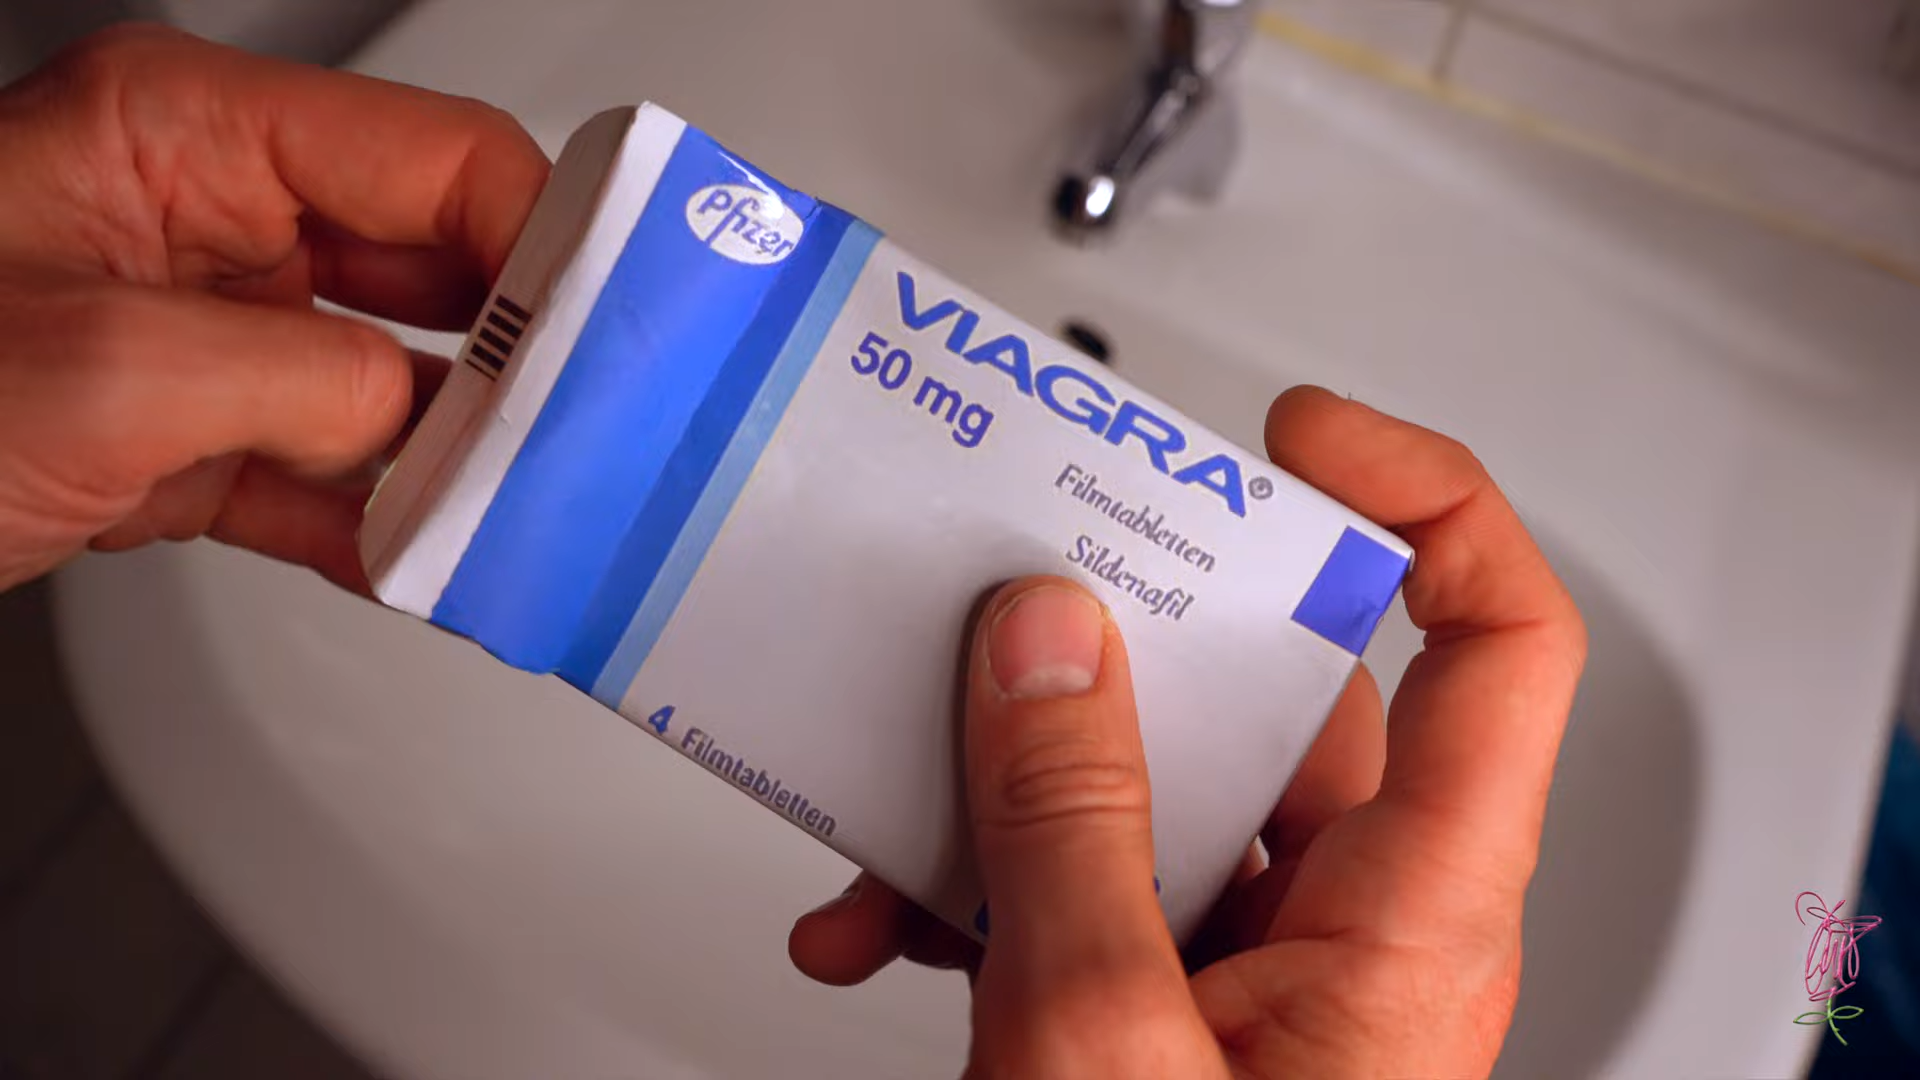 Pfizer
VIAGRA®
50 mg
Filmtabletten
Sildenafil
4 Filmtabletten